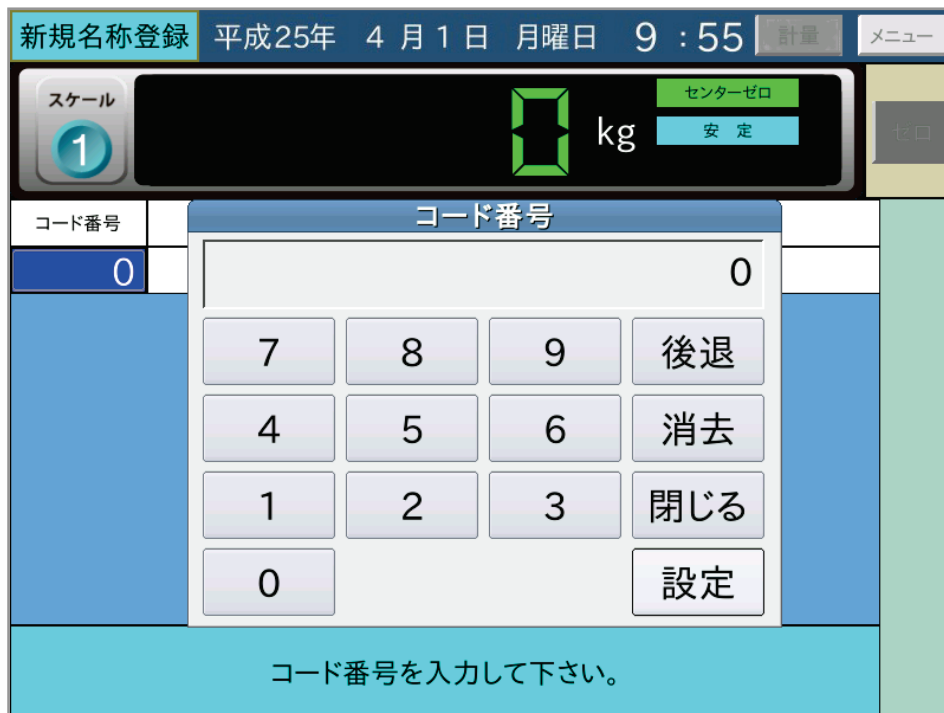 新規名称登録 平成25年 4月1日 月曜日 9:55 計量 メニュー
スケール
1
0 kg
センターゼロ
安 定
ゼロ
コード番号
0
コード番号
0
7 8 9 後退
4 5 6 消去
1 2 3 閉じる
0 設定
コード番号を入力して下さい。